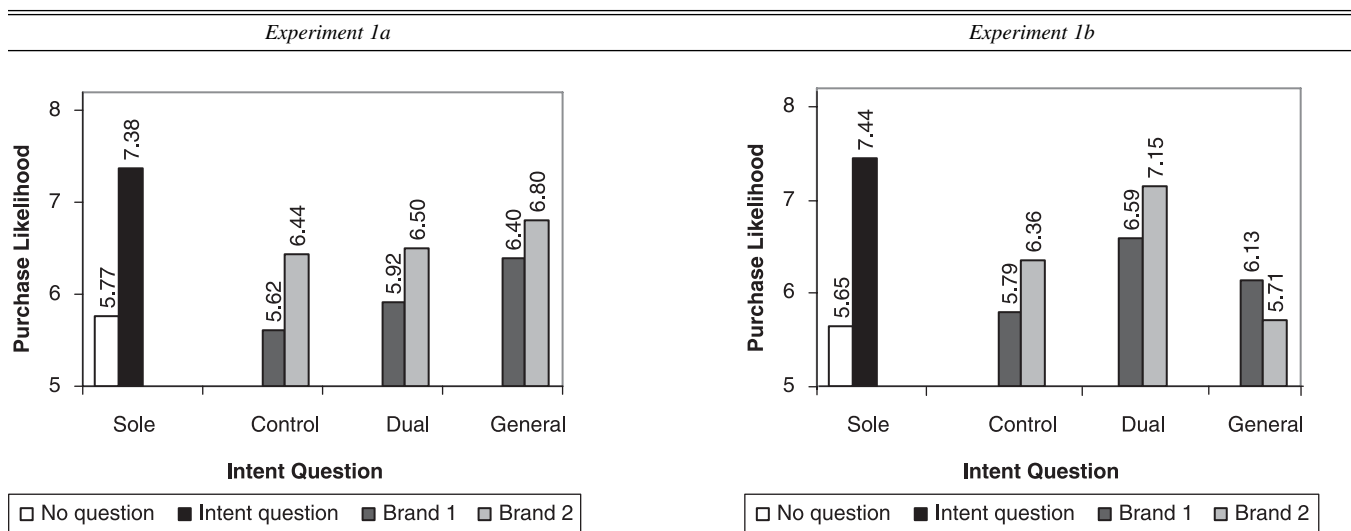 Experiment 1a
Experiment 1b
Purchase Likelihood
8
7
6
5
5.77
7.38
5.62
6.44
5.92
6.50
6.40
6.80
Sole Control Dual General
Intent Question
No question Intent question Brand 1 Brand 2
Purchase Likelihood
8
7
6
5
5.65
7.44
5.79
6.36
6.59
7.15
6.13
5.71
Sole Control Dual General
Intent Question
No question Intent question Brand 1 Brand 2